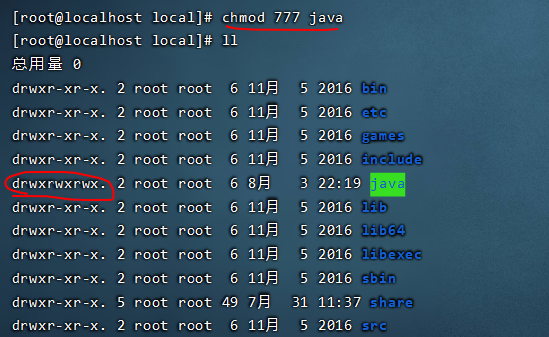 [root@localhost local]# chmod 777 java
[root@localhost local]# ll
总用量 0
drwxr-xr-x. 2 root root  6 11月  5 2016 bin
drwxr-xr-x. 2 root root  6 11月  5 2016 etc
drwxr-xr-x. 2 root root  6 11月  5 2016 games
drwxr-xr-x. 2 root root  6 11月  5 2016 include
drwxrwxrwx. 2 root root  6 8月   3 22:19 java
drwxr-xr-x. 2 root root  6 11月  5 2016 lib
drwxr-xr-x. 2 root root  6 11月  5 2016 lib64
drwxr-xr-x. 2 root root  6 11月  5 2016 libexec
drwxr-xr-x. 2 root root  6 11月  5 2016 sbin
drwxr-xr-x. 5 root root 49 7月  31 11:37 share
drwxr-xr-x. 2 root root  6 11月  5 2016 src